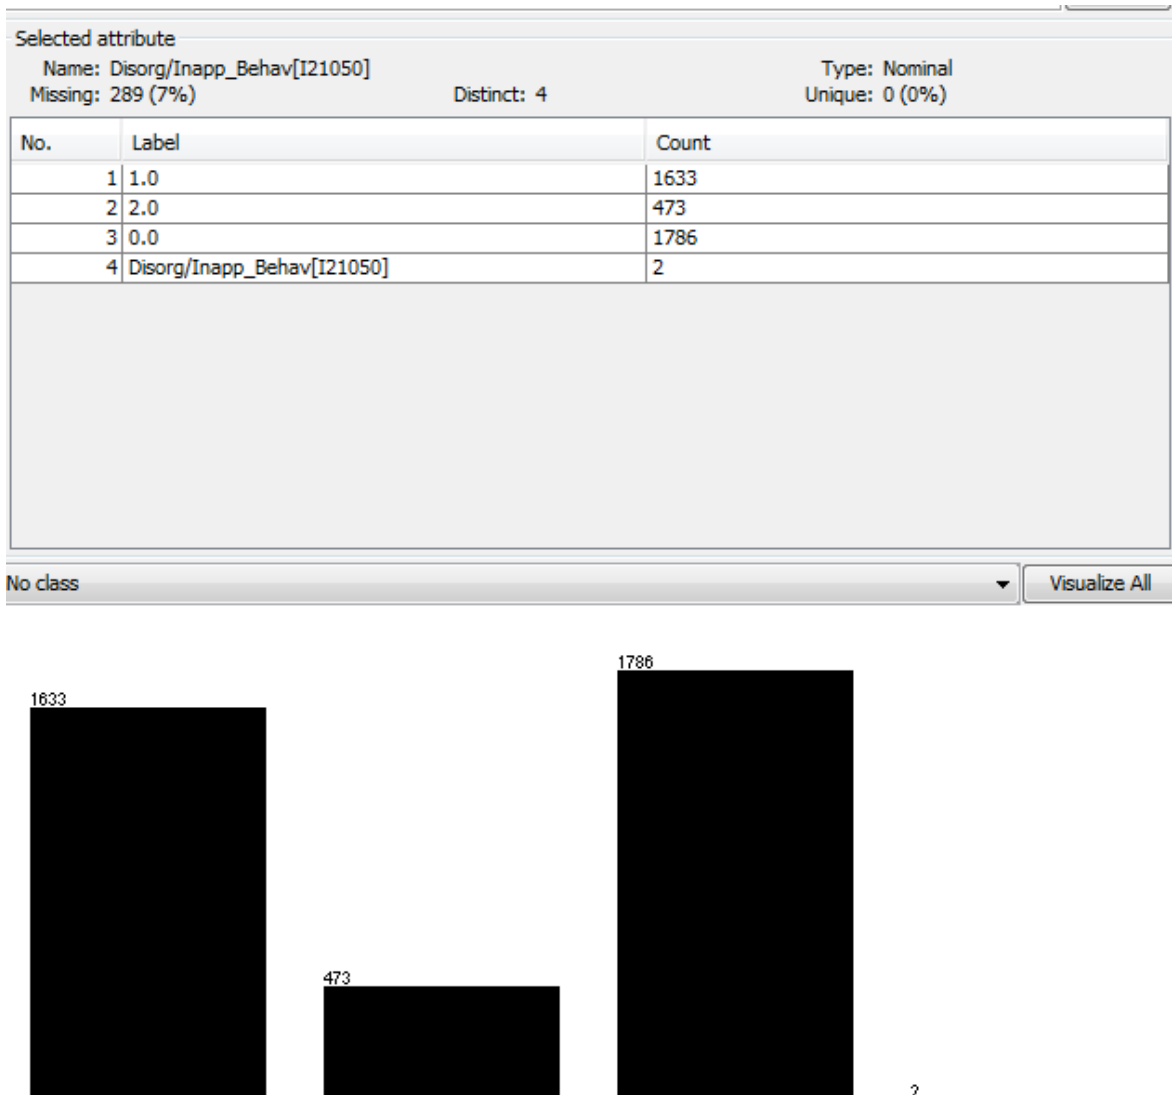 Selected attribute
Name: Disorg/Inapp_Behav[I21050] Type: Nominal
Missing: 289 (7%) Distinct: 4 Unique: 0 (0%)
No. Label Count
1 1.0 1633
2 2.0 473
3 0.0 1786
4 Disorg/Inapp_Behav[I21050] 2
No class Visualize All
1786
1633
473
2